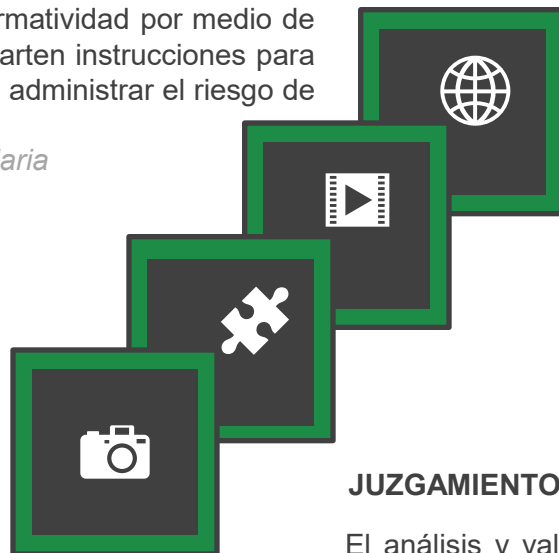 rmatividad por medio de
arten instrucciones para
administrar el riesgo de
aria
JUZGAMIENTO
El análisis y val